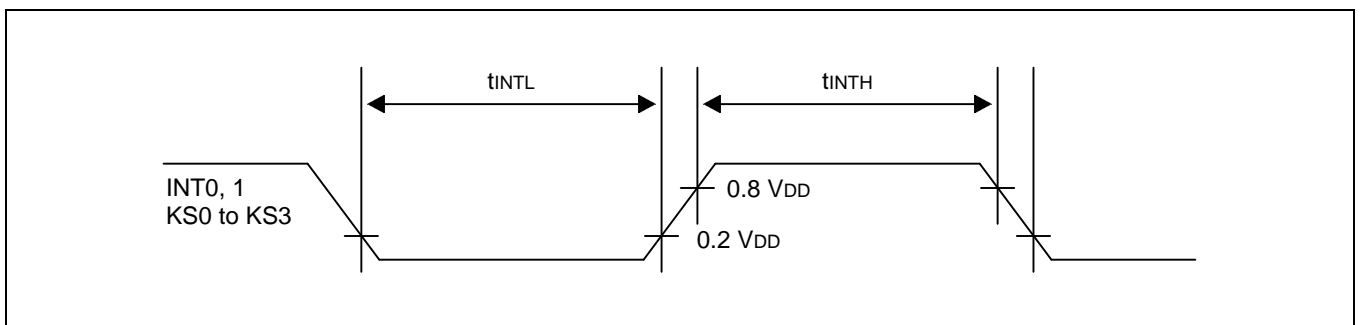 tINTL
tINTH
INT0, 1
KS0 to KS3
0.8 VDD
0.2 VDD